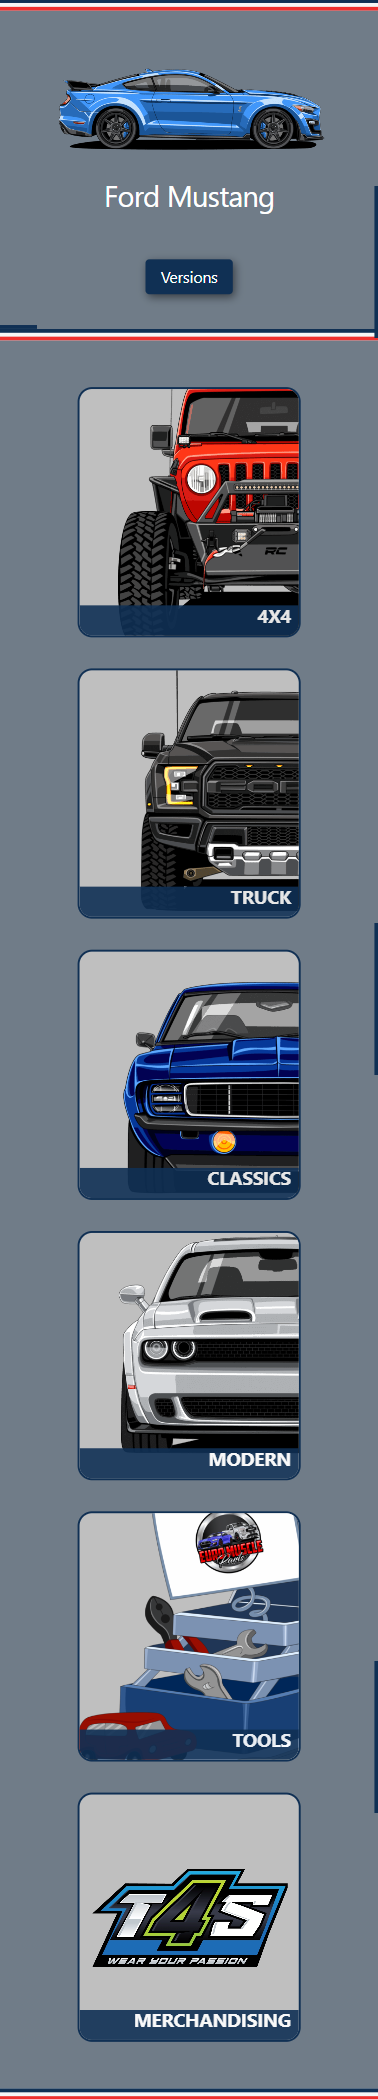 Ford Mustang
Versions
RC
4X4
TRUCK
CLASSICS
MODERN
EURO MUSCLE
Parts
TOOLS
T4S
WEAR YOUR PASSION
MERCHANDISING